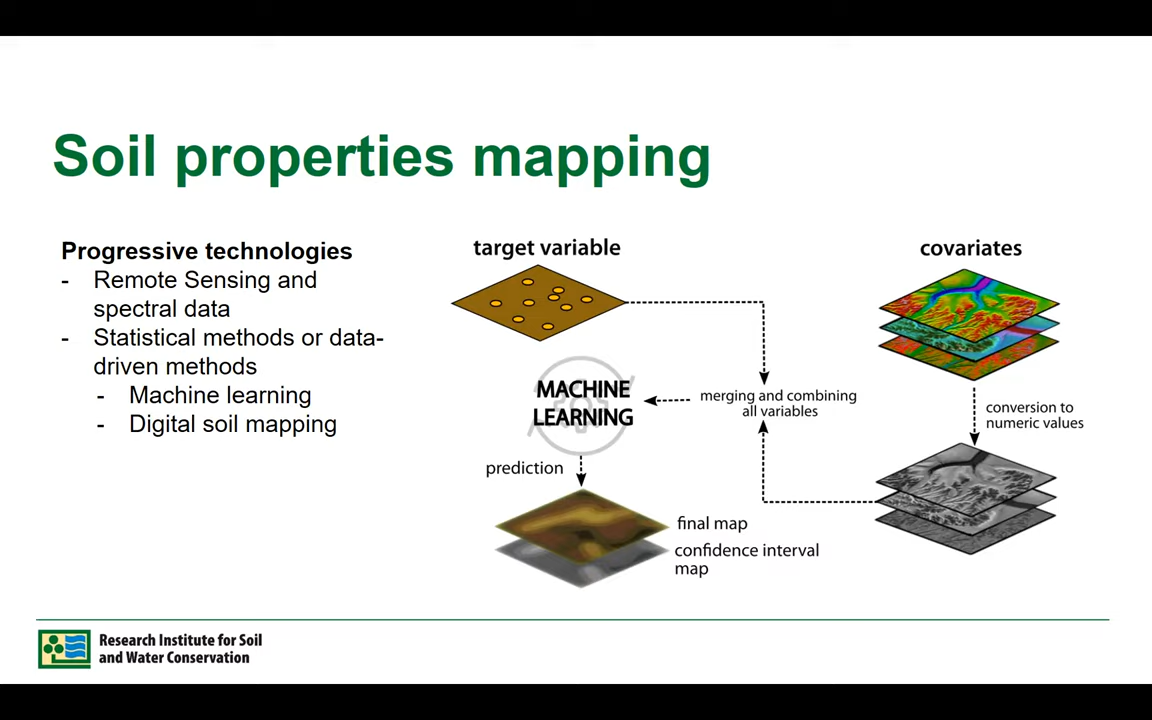 Soil properties mapping
Progressive technologies
- Remote Sensing and
spectral data
- Statistical methods or data-
driven methods
- Machine learning
- Digital soil mapping
target variable
covariates
MACHINE
LEARNING
merging and combining
all variables
conversion to
numeric values
prediction
final map
confidence interval
map
Research Institute for Soil
and Water Conservation